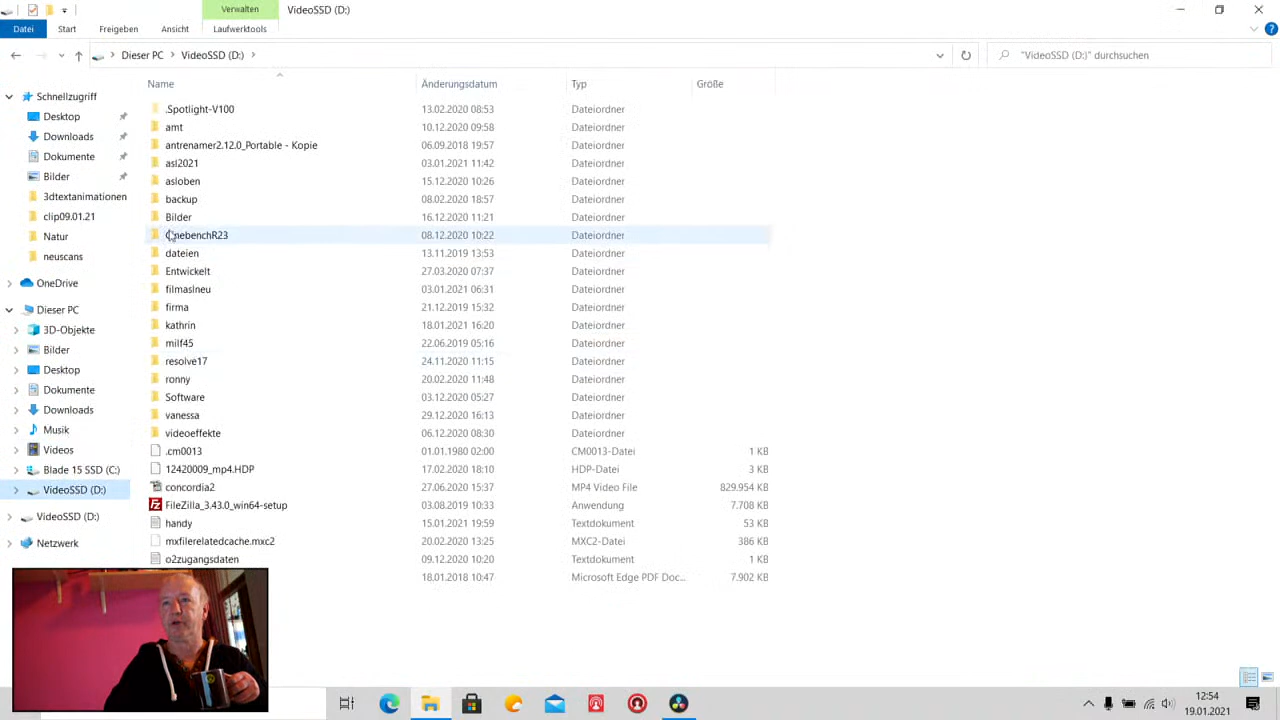 Verwalten
VideoSSD (D:)
Datei
Start
Freigeben
Ansicht
Laufwerktools
Dieser PC
VideoSSD (D:)
"VideoSSD (D:)" durchsuchen
Name
Änderungsdatum
Typ
Größe
Schnellzugriff
Desktop
Downloads
Dokumente
Bilder
3dtextanimationen
clip09.01.21
Natur
neuscans
OneDrive
Dieser PC
3D-Objekte
Bilder
Desktop
Dokumente
Downloads
Musik
Videos
Blade 15 SSD (C:)
VideoSSD (D:)
VideoSSD (D:)
Netzwerk
.Spotlight-V100 13.02.2020 08:53 Dateiordner
amt 10.12.2020 09:58 Dateiordner
antrenamer2.12.0_Portable - Kopie 06.09.2018 19:57 Dateiordner
asl2021 03.01.2021 11:42 Dateiordner
asloben 15.12.2020 10:26 Dateiordner
backup 08.02.2020 18:57 Dateiordner
Bilder 16.12.2020 11:21 Dateiordner
08.12.2020 10:22 Dateiordner
dateien 13.11.2019 13:53 Dateiordner
Entwickelt 27.03.2020 07:37 Dateiordner
filmaslneu 03.01.2021 06:31 Dateiordner
firma 21.12.2019 15:32 Dateiordner
kathrin 18.01.2021 16:20 Dateiordner
milf45 22.06.2019 05:16 Dateiordner
resolve17 24.11.2020 11:15 Dateiordner
ronny 20.02.2020 11:48 Dateiordner
Software 03.12.2020 05:27 Dateiordner
vanessa 29.12.2020 16:13 Dateiordner
videoeffekte 06.12.2020 08:30 Dateiordner
.cm0013 01.01.1980 02:00 CM0013-Datei 1 KB
12420009_mp4.HDP 17.02.2020 18:10 HDP-Datei 3 KB
concordia2 27.06.2020 15:37 MP4 Video File 829.954 KB
FileZilla_3.43.0_win64-setup 03.08.2019 10:33 Anwendung 7.708 KB
handy 15.01.2021 19:59 Textdokument 53 KB
mxfilerelatedcache.mxc2 20.02.2020 13:25 MXC2-Datei 386 KB
o2zugangsdaten 09.12.2020 10:20 Textdokument 1 KB
18.01.2018 10:47 Microsoft Edge PDF Doc... 7.902 KB
12:54
19.01.2021